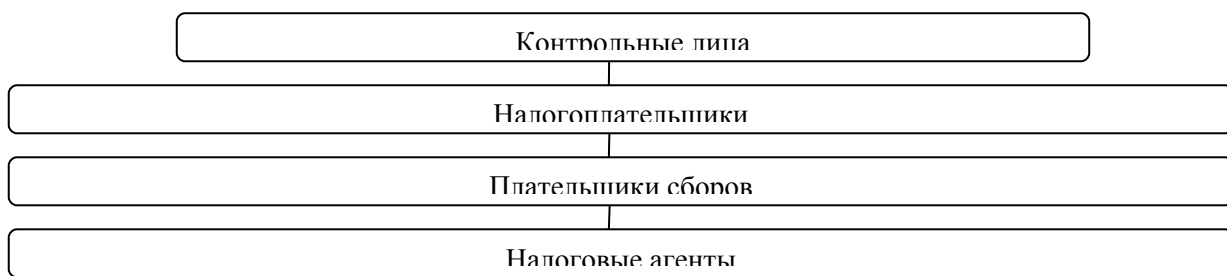 Контрольные лица
Налогоплательщики
Плательщики сборов
Налоговые агенты